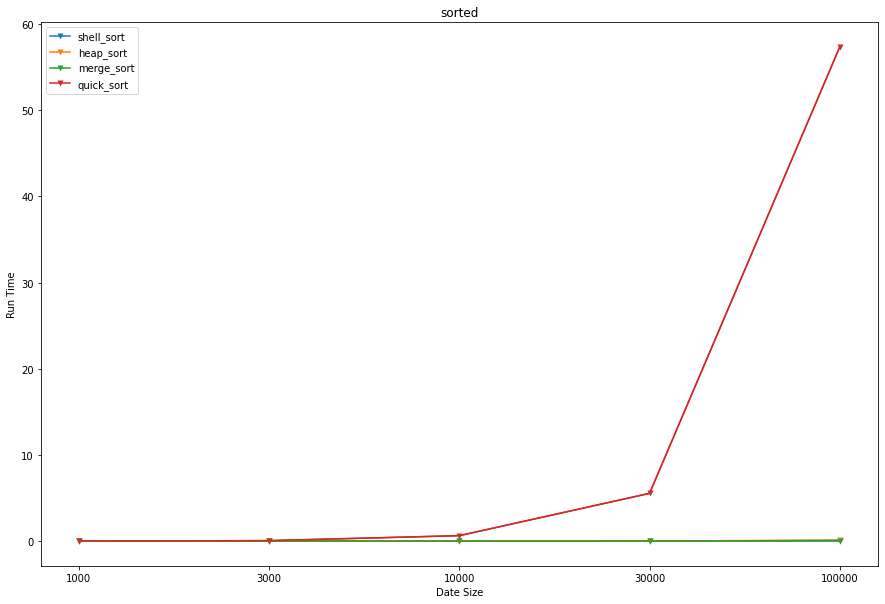 sorted
60
50
40
30
20
10
0
Run Time
shell_sort
heap_sort
merge_sort
quick_sort
1000 3000 10000 30000 100000
Date Size